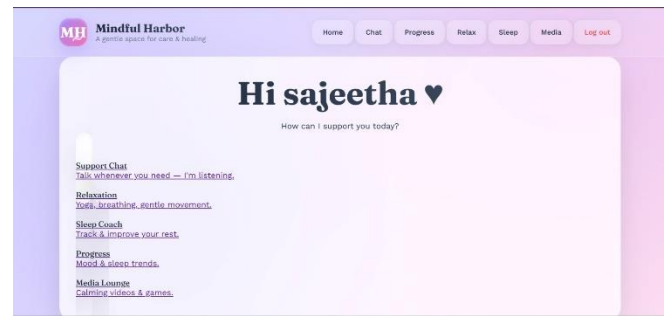 MH
Mindful Harbor
A gentle space for care & healing
Home
Chat
Progress
Relax
Sleep
Media
Log out
Hi sajeetha ♥
How can I support you today?
Support Chat
Talk whenever you need — I'm listening.
Relaxation
Yoga, breathing, gentle movement.
Sleep Coach
Track & improve your rest.
Progress
Mood & sleep trends.
Media Lounge
Calming videos & games.